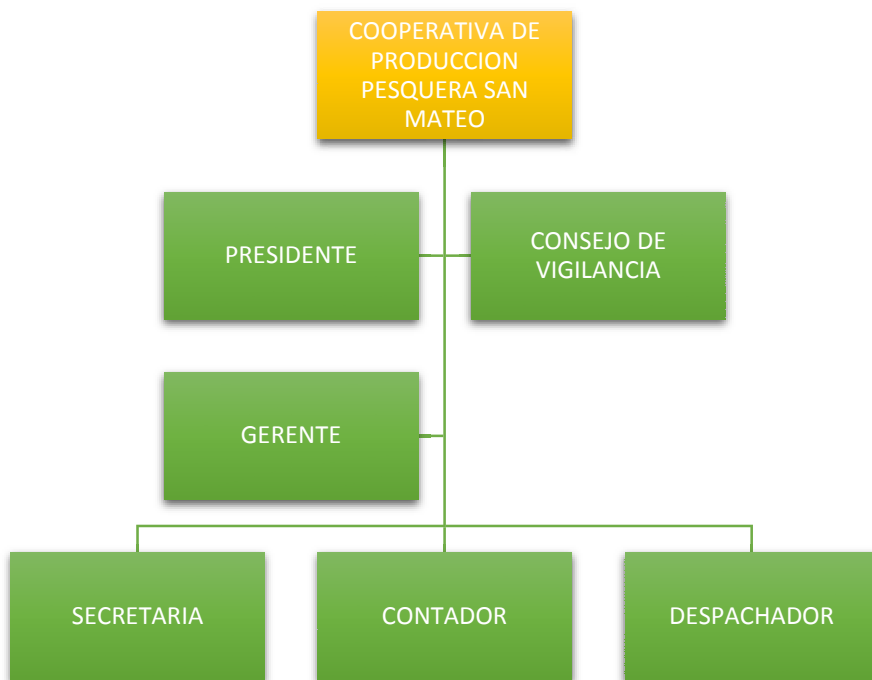 COOPERATIVA DE
PRODUCCION
PESQUERA SAN
MATEO
PRESIDENTE
CONSEJO DE
VIGILANCIA
GERENTE
SECRETARIA
CONTADOR
DESPACHADOR